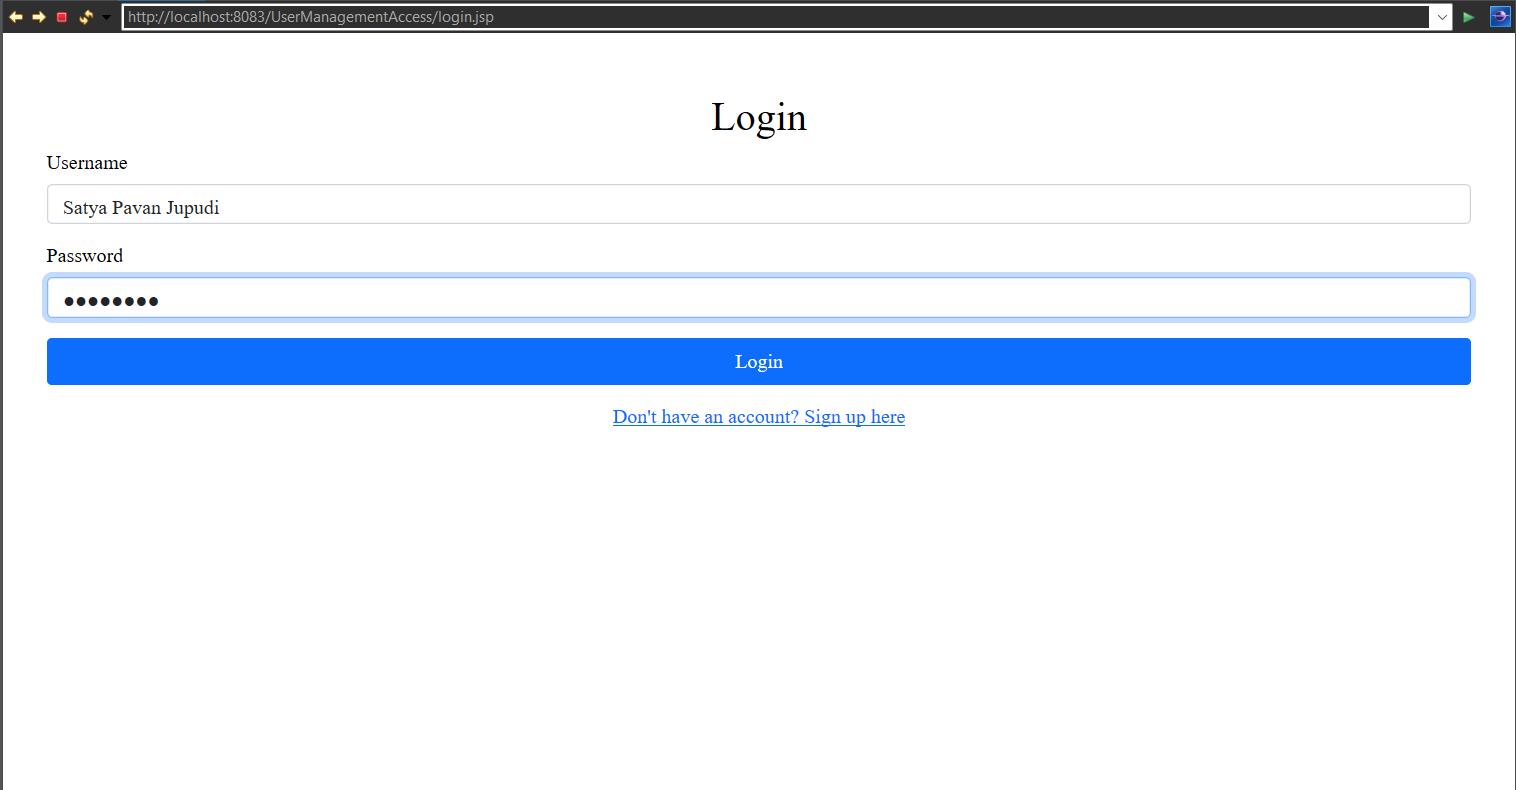 http://localhost:8083/UserManagementAccess/login.jsp
Login
Username
Satya Pavan Jupudi
Password
●●●●●●●●
Login
Don't have an account? Sign up here